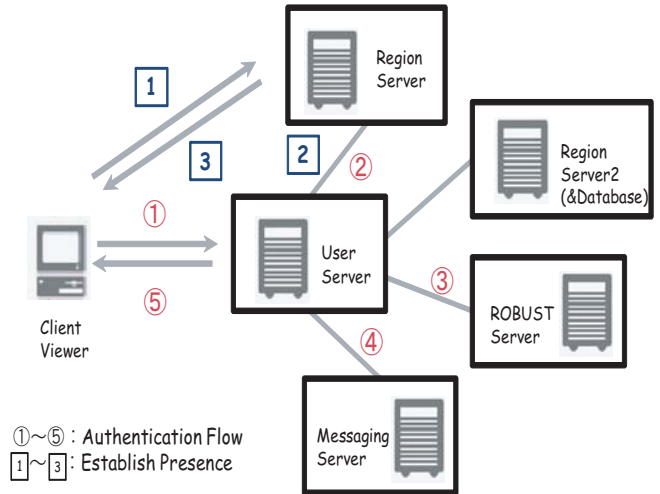 Region
Server
1
3
2
②
Region
Server2
(&Database)
①
User
Server
③
⑤
ROBUST
Server
Client
Viewer
④
Messaging
Server
①~⑤ : Authentication Flow
1~3 : Establish Presence